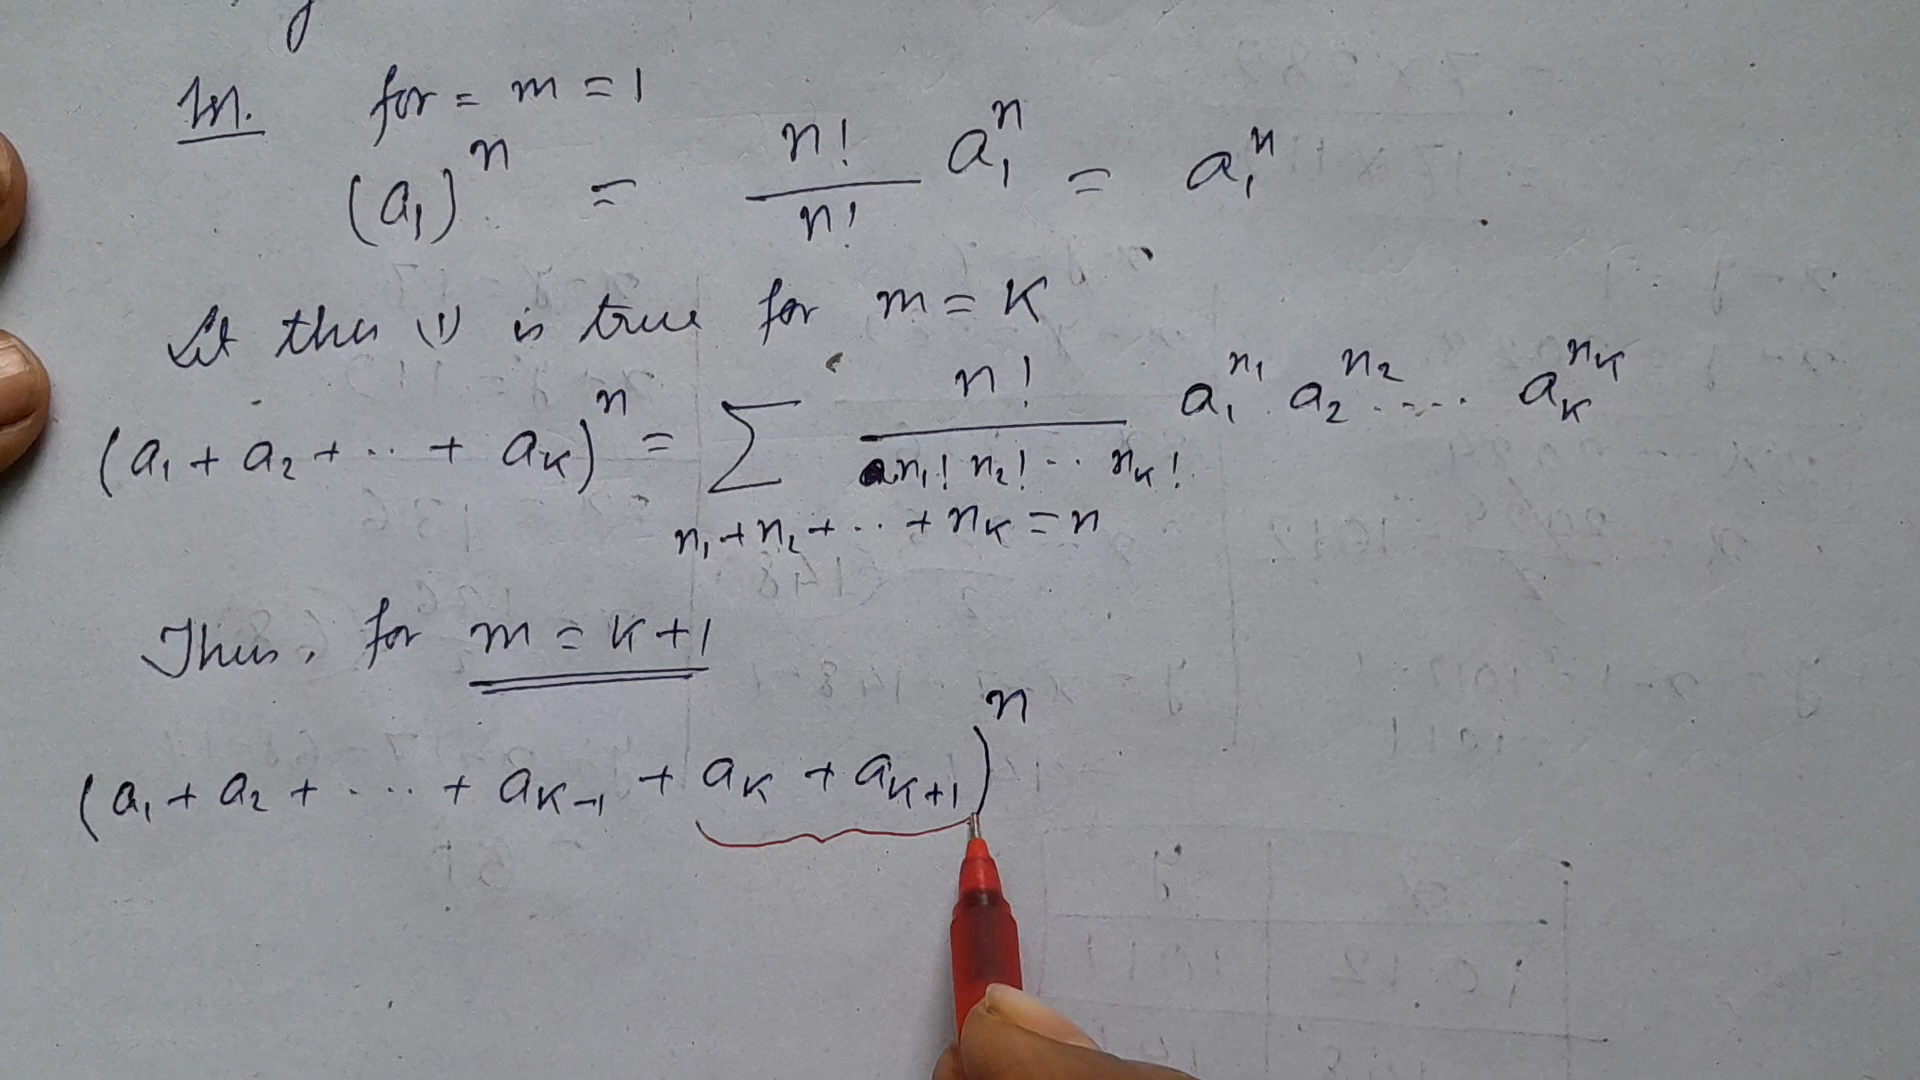 for = m = 1
(a₁)ⁿ = n!/n! a₁ⁿ = a₁ⁿ
Let this (1) is true for m = K
(a₁ + a₂ + .. + aₖ)ⁿ = ∑_{n₁+n₂+..+nₖ=n} n!/(n₁! n₂! .. nₖ!) a₁^{n₁} a₂^{n₂} .... aₖ^{nₖ}
Thus, for m = K+1
(a₁ + a₂ + .... + aₖ₋₁ + aₖ + aₖ₊₁)ⁿ